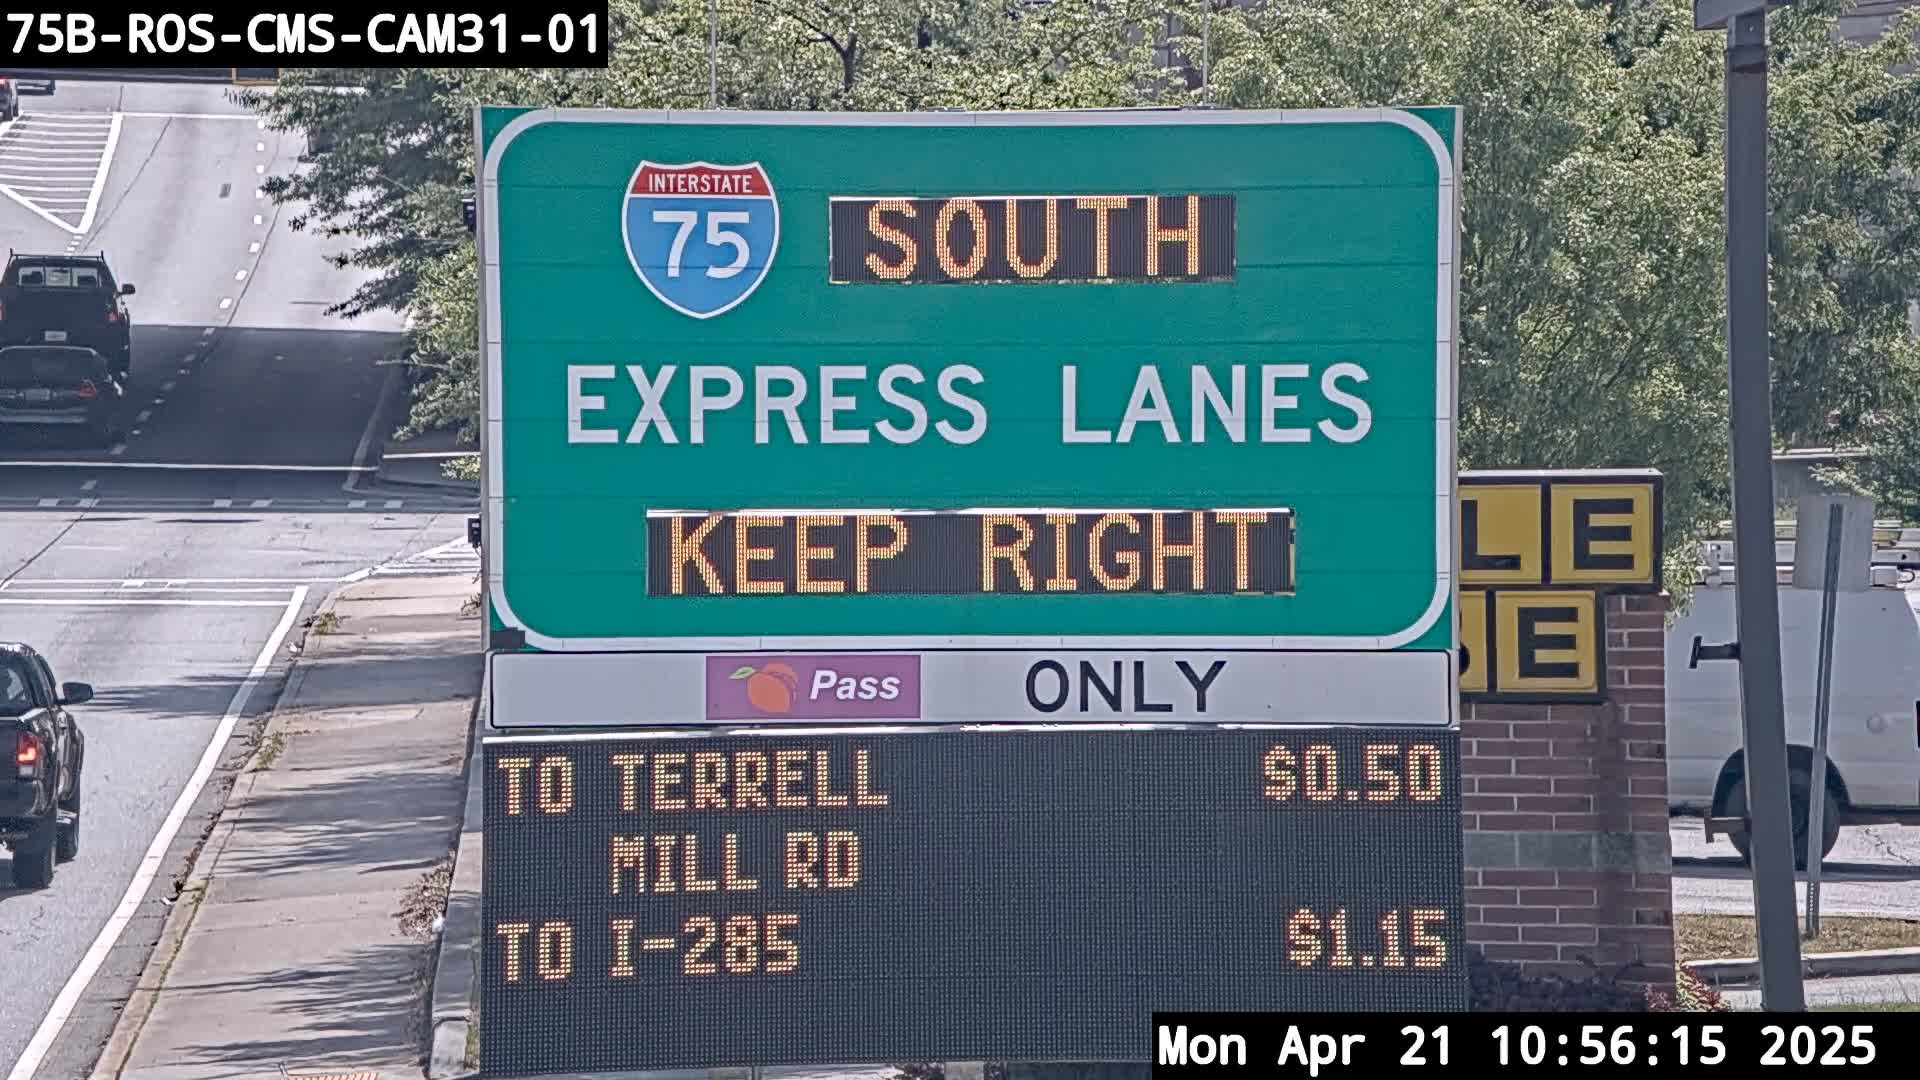 75B-ROS-CMS-CAM31-01
INTERSTATE
75
SOUTH
EXPRESS LANES
KEEP RIGHT
LE
E
Pass ONLY
TO TERRELL $0.50
MILL RD
TO I-285 $1.15
Mon Apr 21 10:56:15 2025